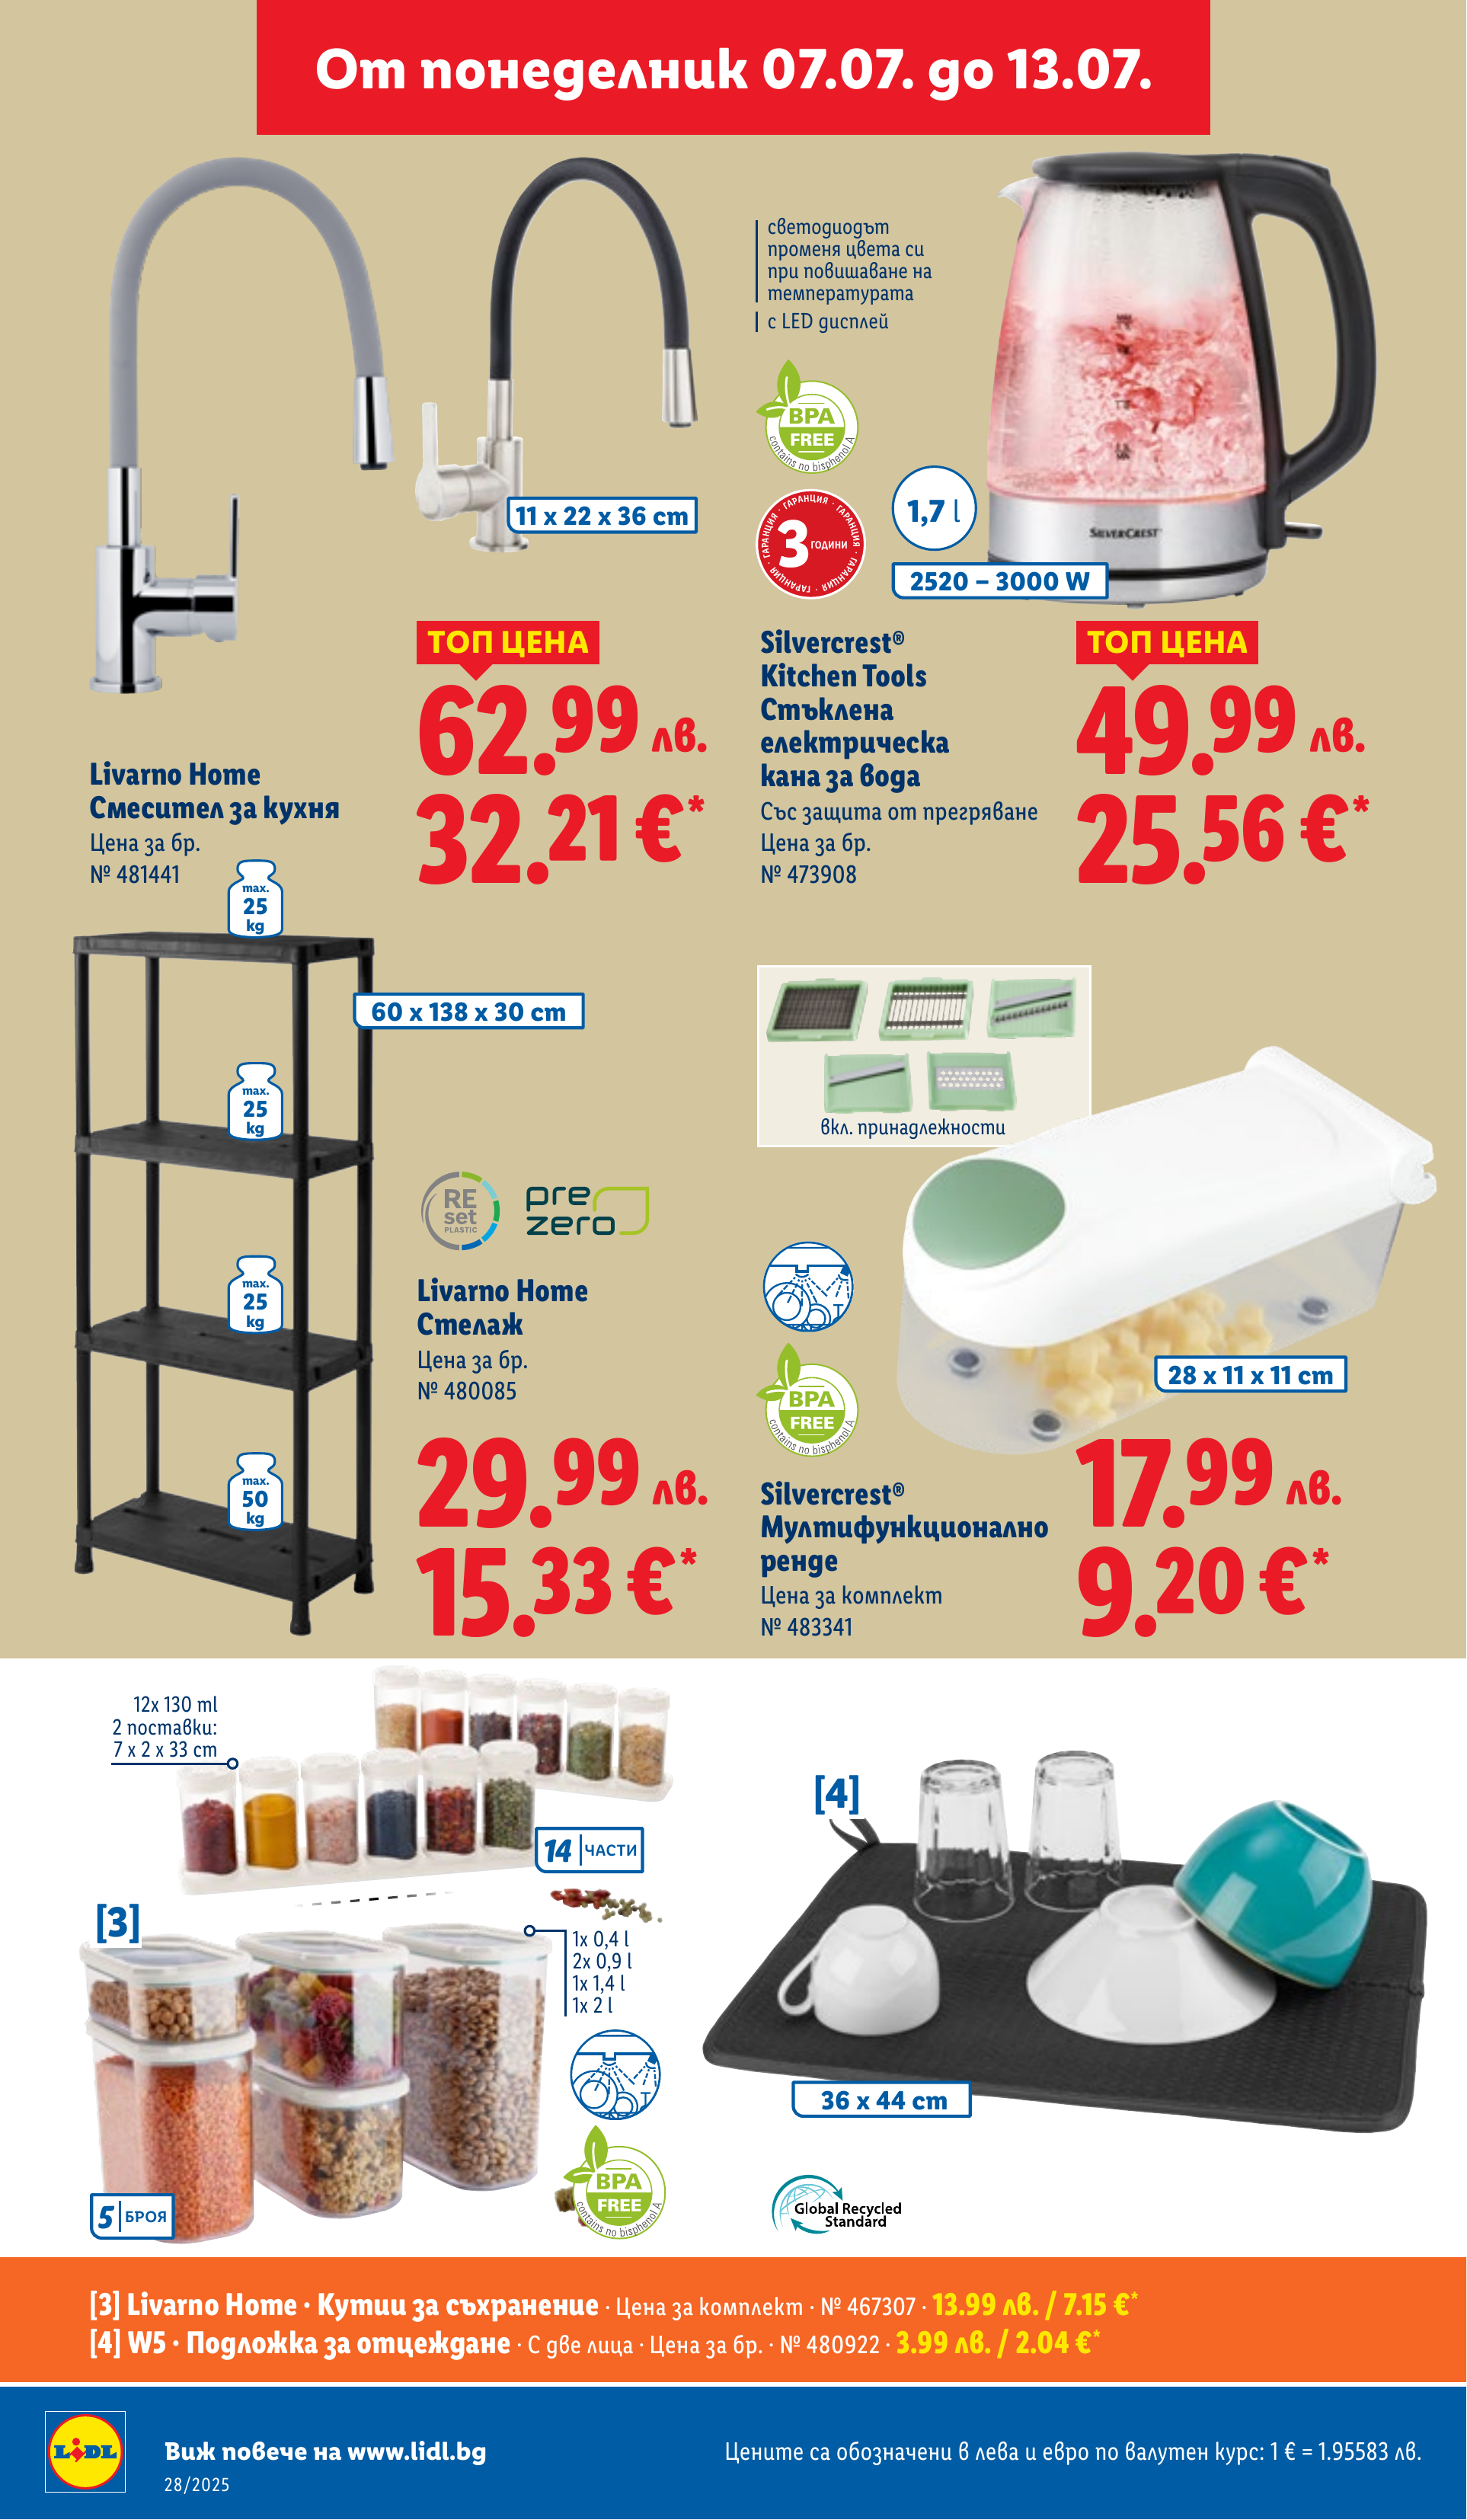 От понеделник 07.07. до 13.07.
светодиодът
променя цвета си
при повишаване на
температурата
с LED дисплей
BPA
FREE
contains no bisphenol A
11 x 22 x 36 cm
ГАРАНЦИЯ · ГАРАНЦИЯ · ГАРАНЦИЯ · ГАРАНЦИЯ ·
3 ГОДИНИ
1,7 l
SILVERCREST
2520 – 3000 W
Livarno Home
Смесител за кухня
Цена за бр.
№ 481441
ТОП ЦЕНА
62.99 лв.
32.21 €*
Silvercrest®
Kitchen Tools
Стъклена
електрическа
кана за вода
Със защита от прегряване
Цена за бр.
№ 473908
ТОП ЦЕНА
49.99 лв.
25.56 €*
max.
25
kg
60 x 138 x 30 cm
max.
25
kg
max.
25
kg
max.
50
kg
RE
set
PLASTIC
pre
zero
Livarno Home
Стелаж
Цена за бр.
№ 480085
29.99 лв.
15.33 €*
вкл. принадлежности
BPA
FREE
contains no bisphenol A
28 x 11 x 11 cm
Silvercrest®
Мултифункционално
ренде
Цена за комплект
№ 483341
17.99 лв.
9.20 €*
12x 130 ml
2 поставки:
7 x 2 x 33 cm
14 ЧАСТИ
[3]
1x 0,4 l
2x 0,9 l
1x 1,4 l
1x 2 l
BPA
FREE
contains no bisphenol A
5 БРОЯ
[4]
36 x 44 cm
Global Recycled
Standard
[3] Livarno Home · Кутии за съхранение · Цена за комплект · № 467307 · 13.99 лв. / 7.15 €*
[4] W5 · Подложка за отцеждане · С две лица · Цена за бр. · № 480922 · 3.99 лв. / 2.04 €*
LIDL
Виж повече на www.lidl.bg
28/2025
Цените са обозначени в лева и евро по валутен курс: 1 € = 1.95583 лв.